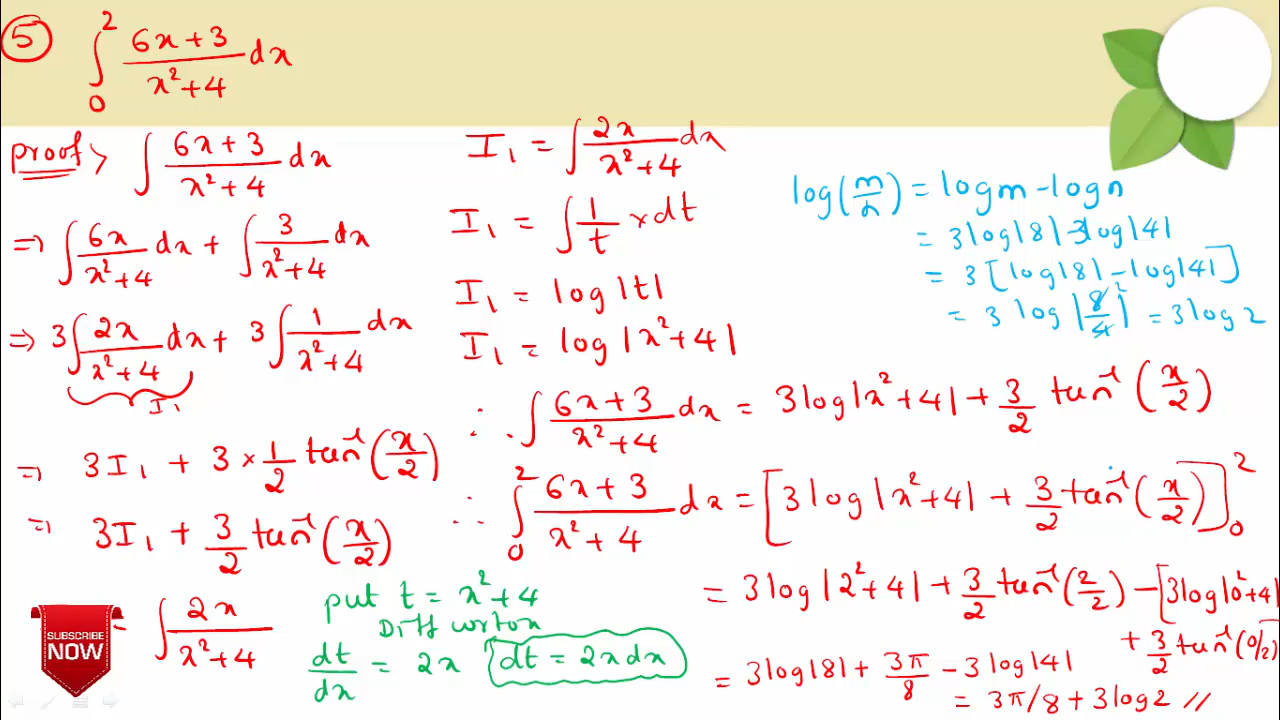 5 ∫₀² (6x+3)/(x²+4) dx
proof> ∫ (6x+3)/(x²+4) dx
=> ∫ 6x/(x²+4) dx + ∫ 3/(x²+4) dx
=> 3∫ 2x/(x²+4) dx + 3∫ 1/(x²+4) dx
I₁
=> 3I₁ + 3 × 1/2 tan⁻¹(x/2)
=> 3I₁ + 3/2 tan⁻¹(x/2)
= ∫ 2x/(x²+4)
SUBSCRIBE
NOW
put t = x²+4
Diff w r to x
dt/dx = 2x dt = 2x dx
I₁ = ∫ 2x/(x²+4) dx
I₁ = ∫ 1/t × dt
I₁ = log|t|
I₁ = log|x²+4|
∴ ∫ (6x+3)/(x²+4) dx = 3log|x²+4| + 3/2 tan⁻¹(x/2)
∴ ∫₀² (6x+3)/(x²+4) dx = [3log|x²+4| + 3/2 tan⁻¹(x/2)]₀²
= 3log|2²+4| + 3/2 tan⁻¹(2/2) - [3log|0²+4|
+ 3/2 tan⁻¹(0/2)]
= 3log|8| + 3π/8 - 3log|4|
= 3π/8 + 3log2 //
log(m/n) = logm - logn
= 3log|8| - 3log|4|
= 3[log|8| - log|4|]
= 3 log|8/4| = 3log2
2